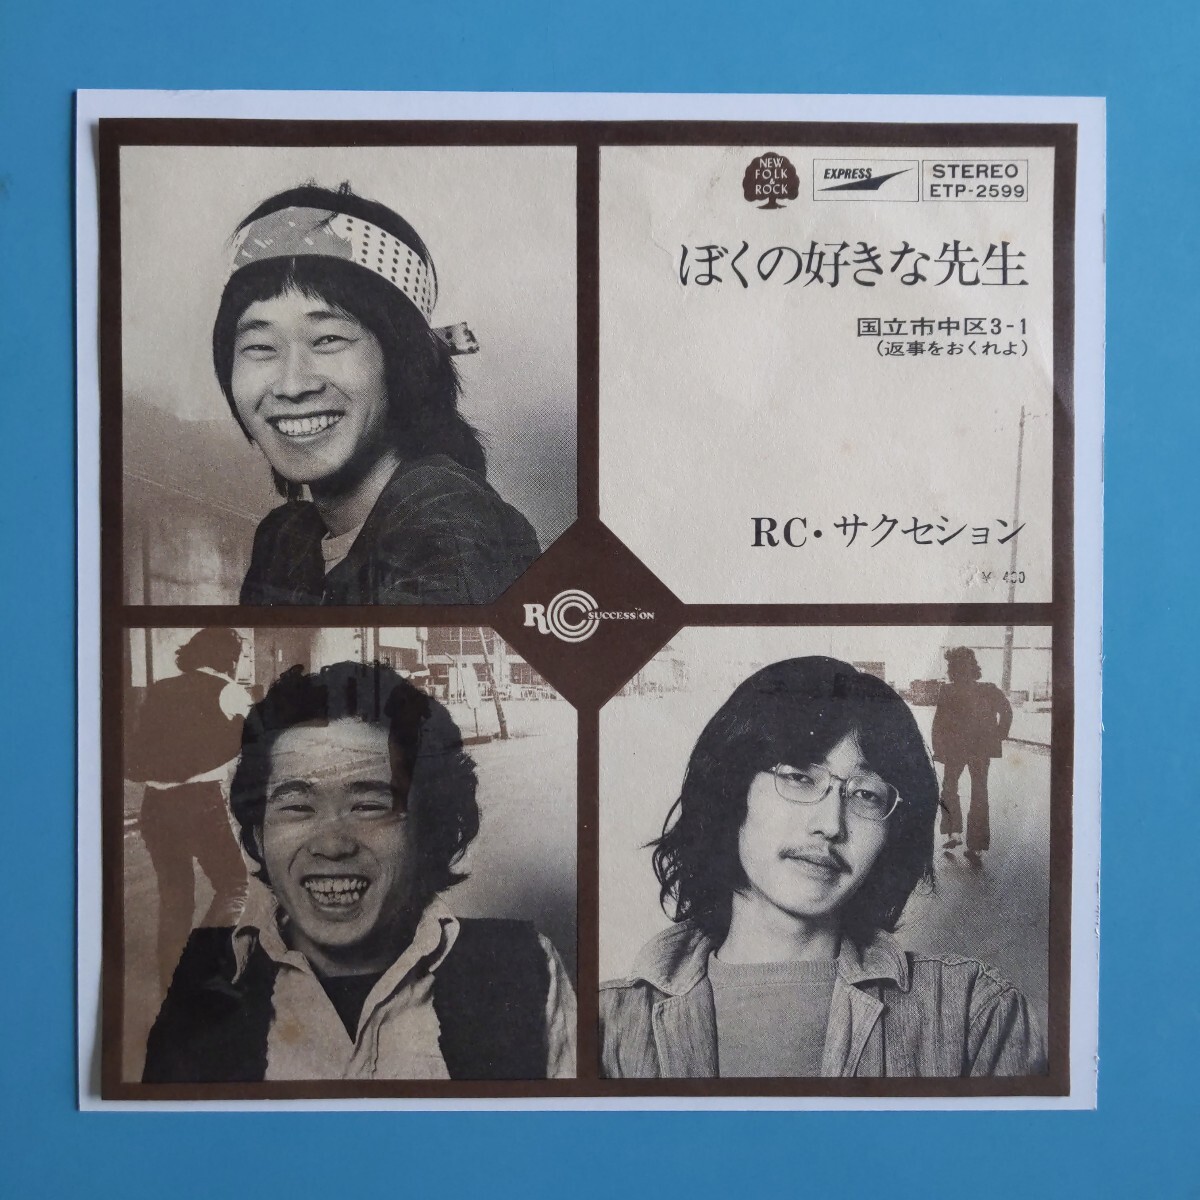 NEW
FOLK
&
ROCK
EXPRESS
STEREO
ETP-2599
ぼくの好きな先生
国立市中区3-1
(返事をおくれよ)
RC・サクセション
¥ 400
RC SUCCESSION